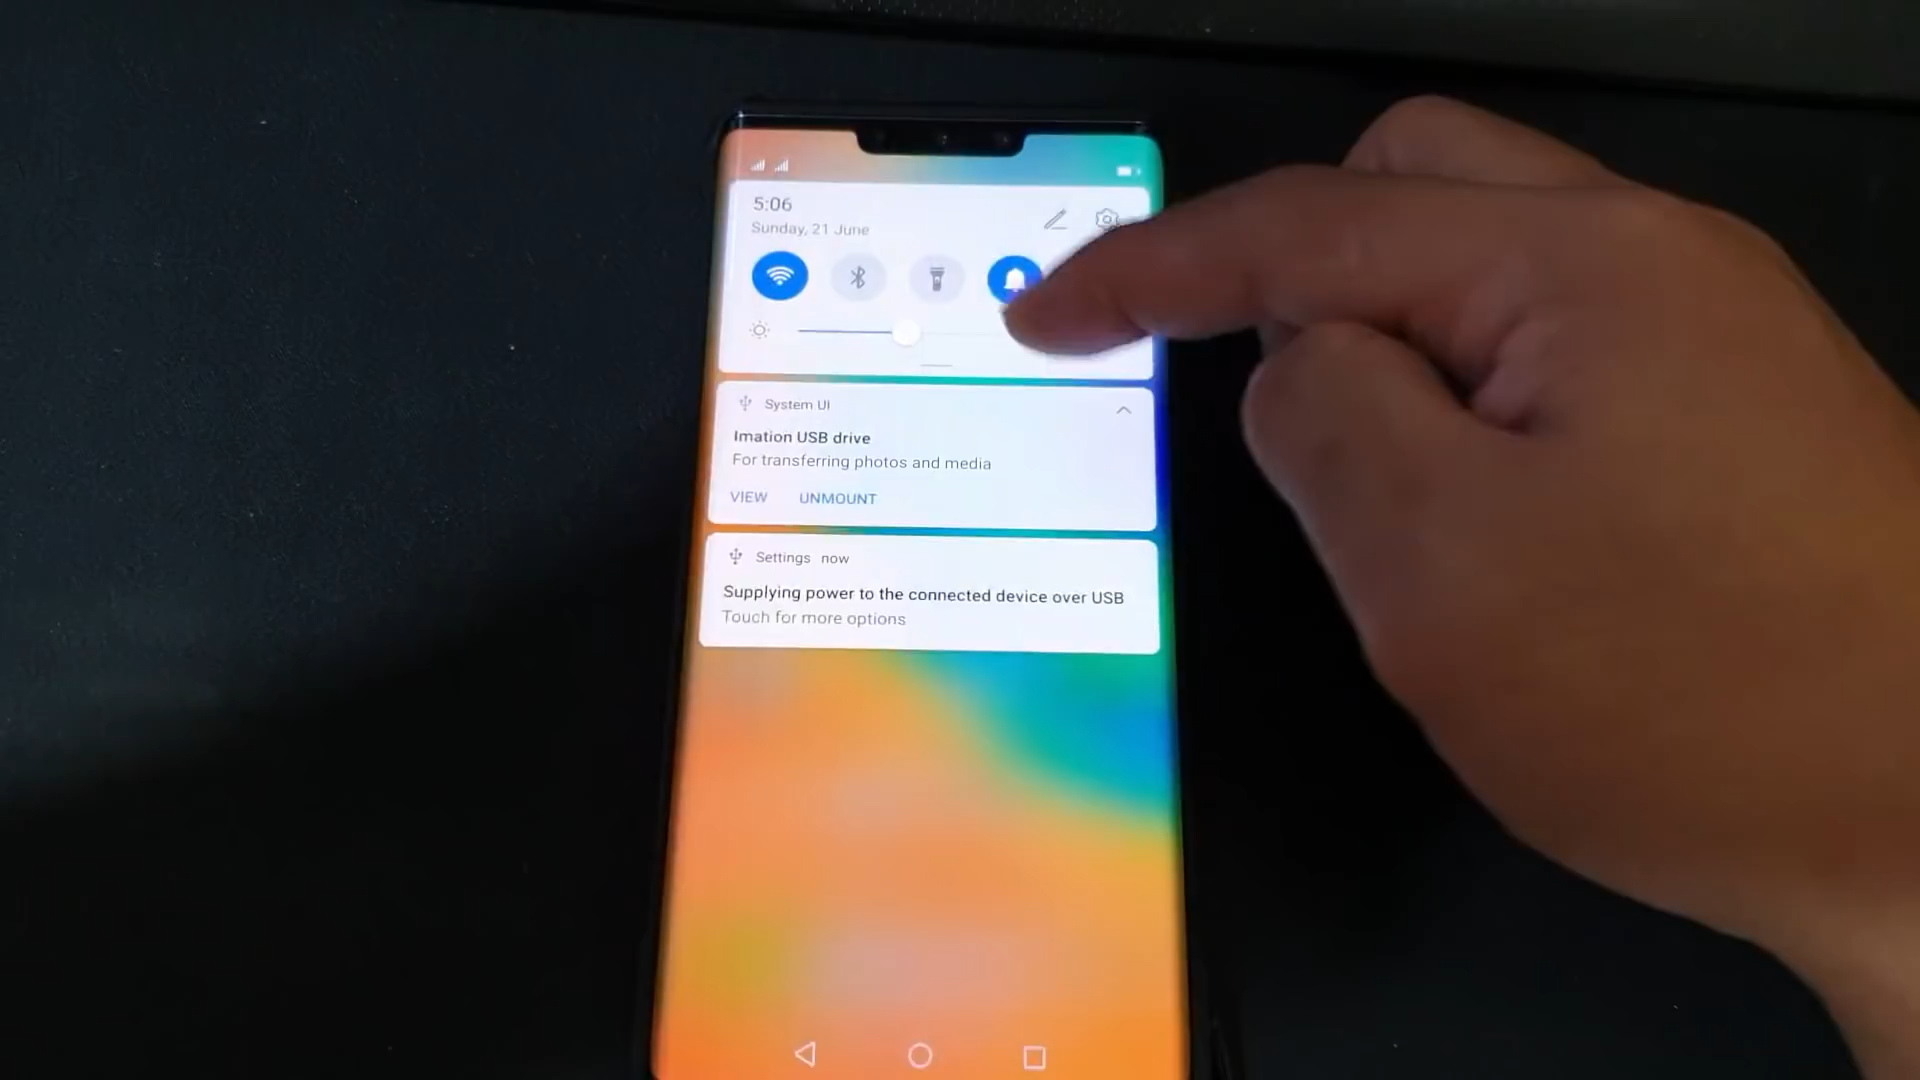 5:06
Sunday, 21 June
System UI
Imation USB drive
For transferring photos and media
VIEW UNMOUNT
Settings now
Supplying power to the connected device over USB
Touch for more options